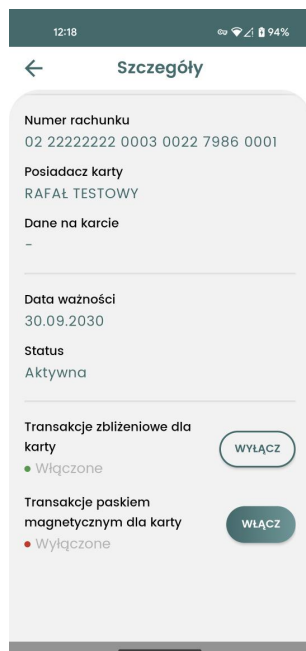 12:18
94%
Szczegóły
Numer rachunku
02 22222222 0003 0022 7986 0001
Posiadacz karty
RAFAŁ TESTOWY
Dane na karcie
-
Data ważności
30.09.2030
Status
Aktywna
Transakcje zbliżeniowe dla
karty
WYŁĄCZ
Włączone
Transakcje paskiem
magnetycznym dla karty
WŁĄCZ
Wyłączone